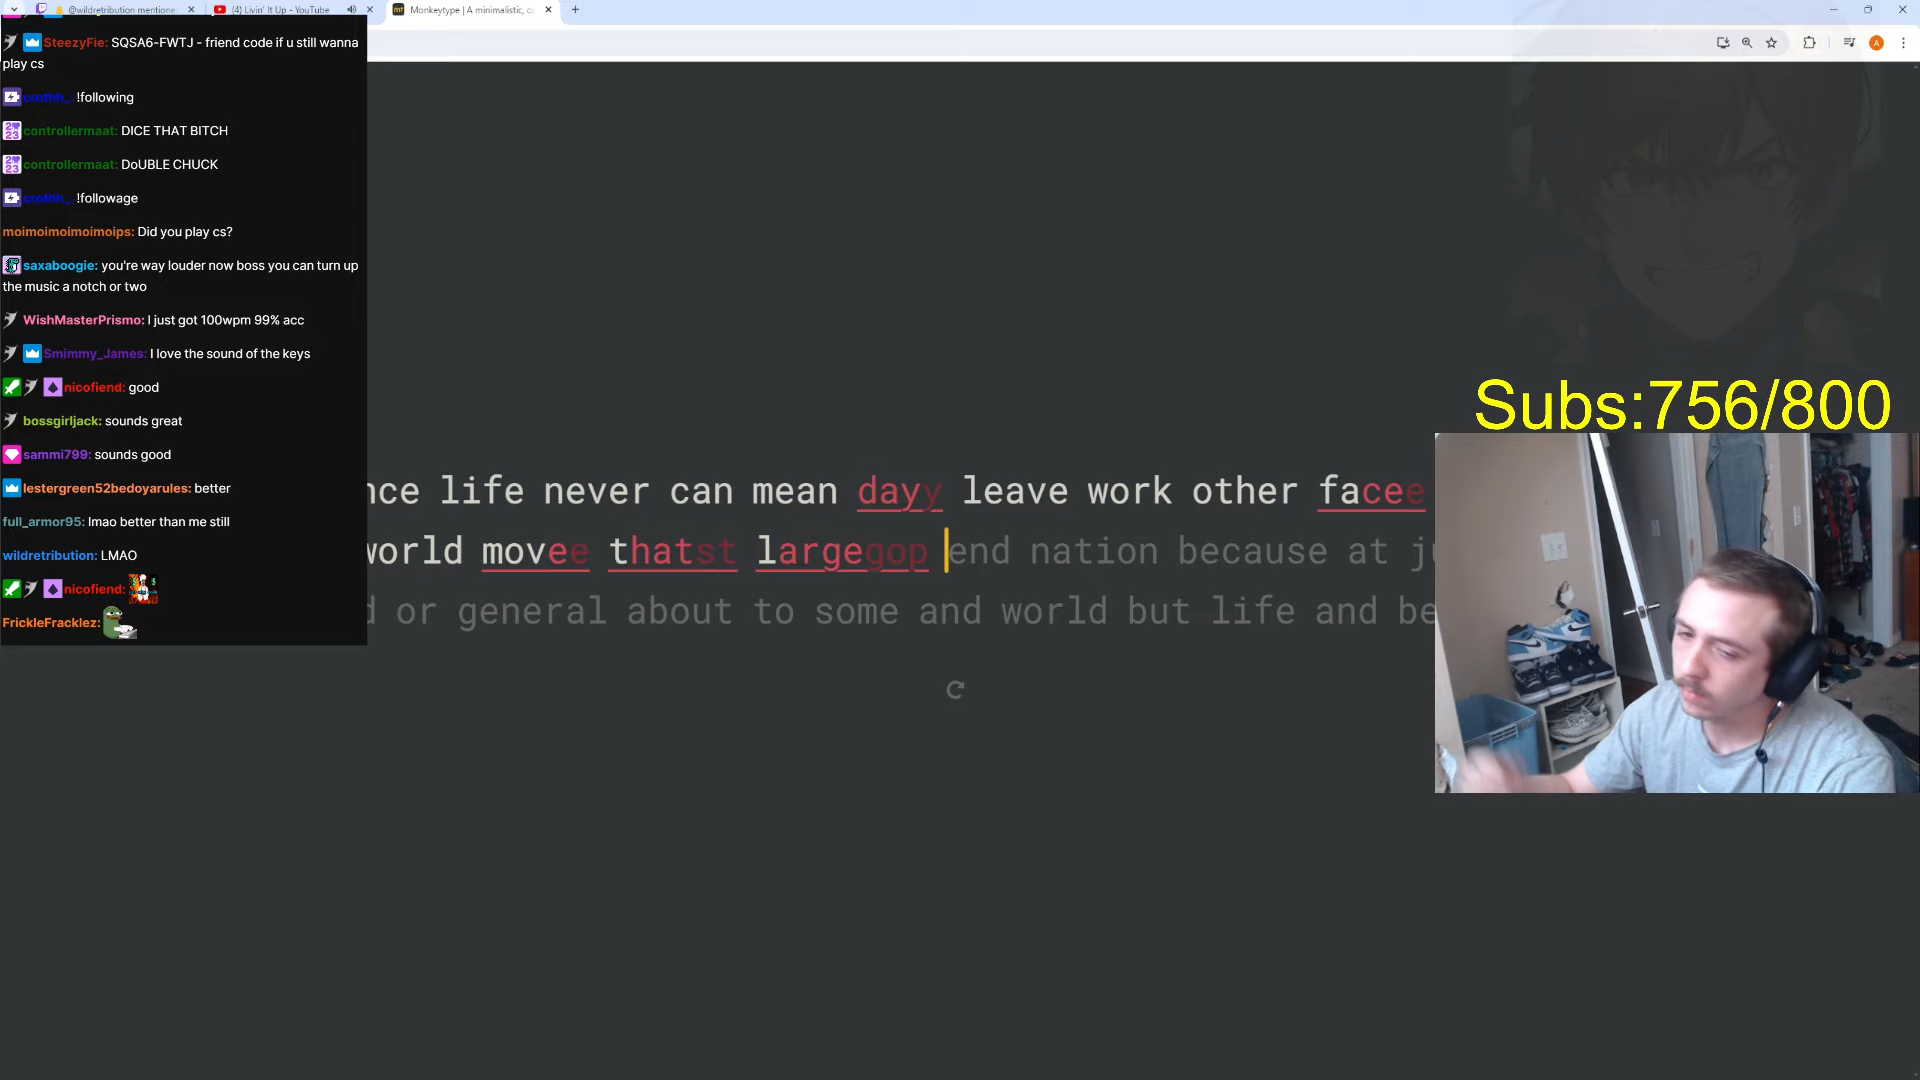 @wildretribution mentione
(4) Livin' It Up - YouTube
Monkeytype | A minimalistic, cu
SteezyFie: SQSA6-FWTJ - friend code if u still wanna
play cs
crothh_: !following
controllermaat: DICE THAT BITCH
controllermaat: DoUBLE CHUCK
crothh_: !followage
moimoimoimoimoips: Did you play cs?
saxaboogie: you're way louder now boss you can turn up
the music a notch or two
WishMasterPrismo: I just got 100wpm 99% acc
Smimmy_James: I love the sound of the keys
nicofiend: good
bossgirljack: sounds great
sammi799: sounds good
lestergreen52bedoyarules: better
full_armor95: lmao better than me still
wildretribution: LMAO
nicofiend:
FrickleFracklez:
Subs:756/800
nce life never can mean dayy leave work other facee
world movee thatst largegop end nation because at ju
d or general about to some and world but life and be